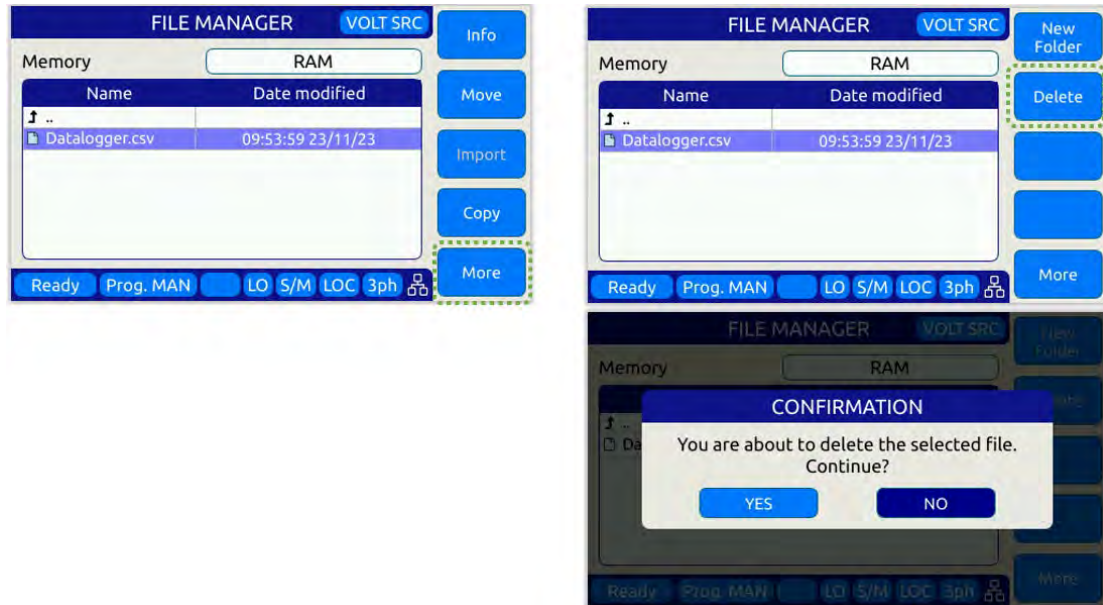 FILE MANAGER VOLT SRC
Memory RAM
Name Date modified
..
Datalogger.csv 09:53:59 23/11/23
Ready Prog. MAN LO S/M LOC 3ph
Info
Move
Import
Copy
More
FILE MANAGER VOLT SRC
Memory RAM
Name Date modified
..
Datalogger.csv 09:53:59 23/11/23
Ready Prog. MAN LO S/M LOC 3ph
New
Folder
Delete
More
FILE MANAGER VOLT SRC
Memory RAM
..
Da
CONFIRMATION
You are about to delete the selected file.
Continue?
YES NO
Ready Prog. MAN LO S/M LOC 3ph
New
Folder
More